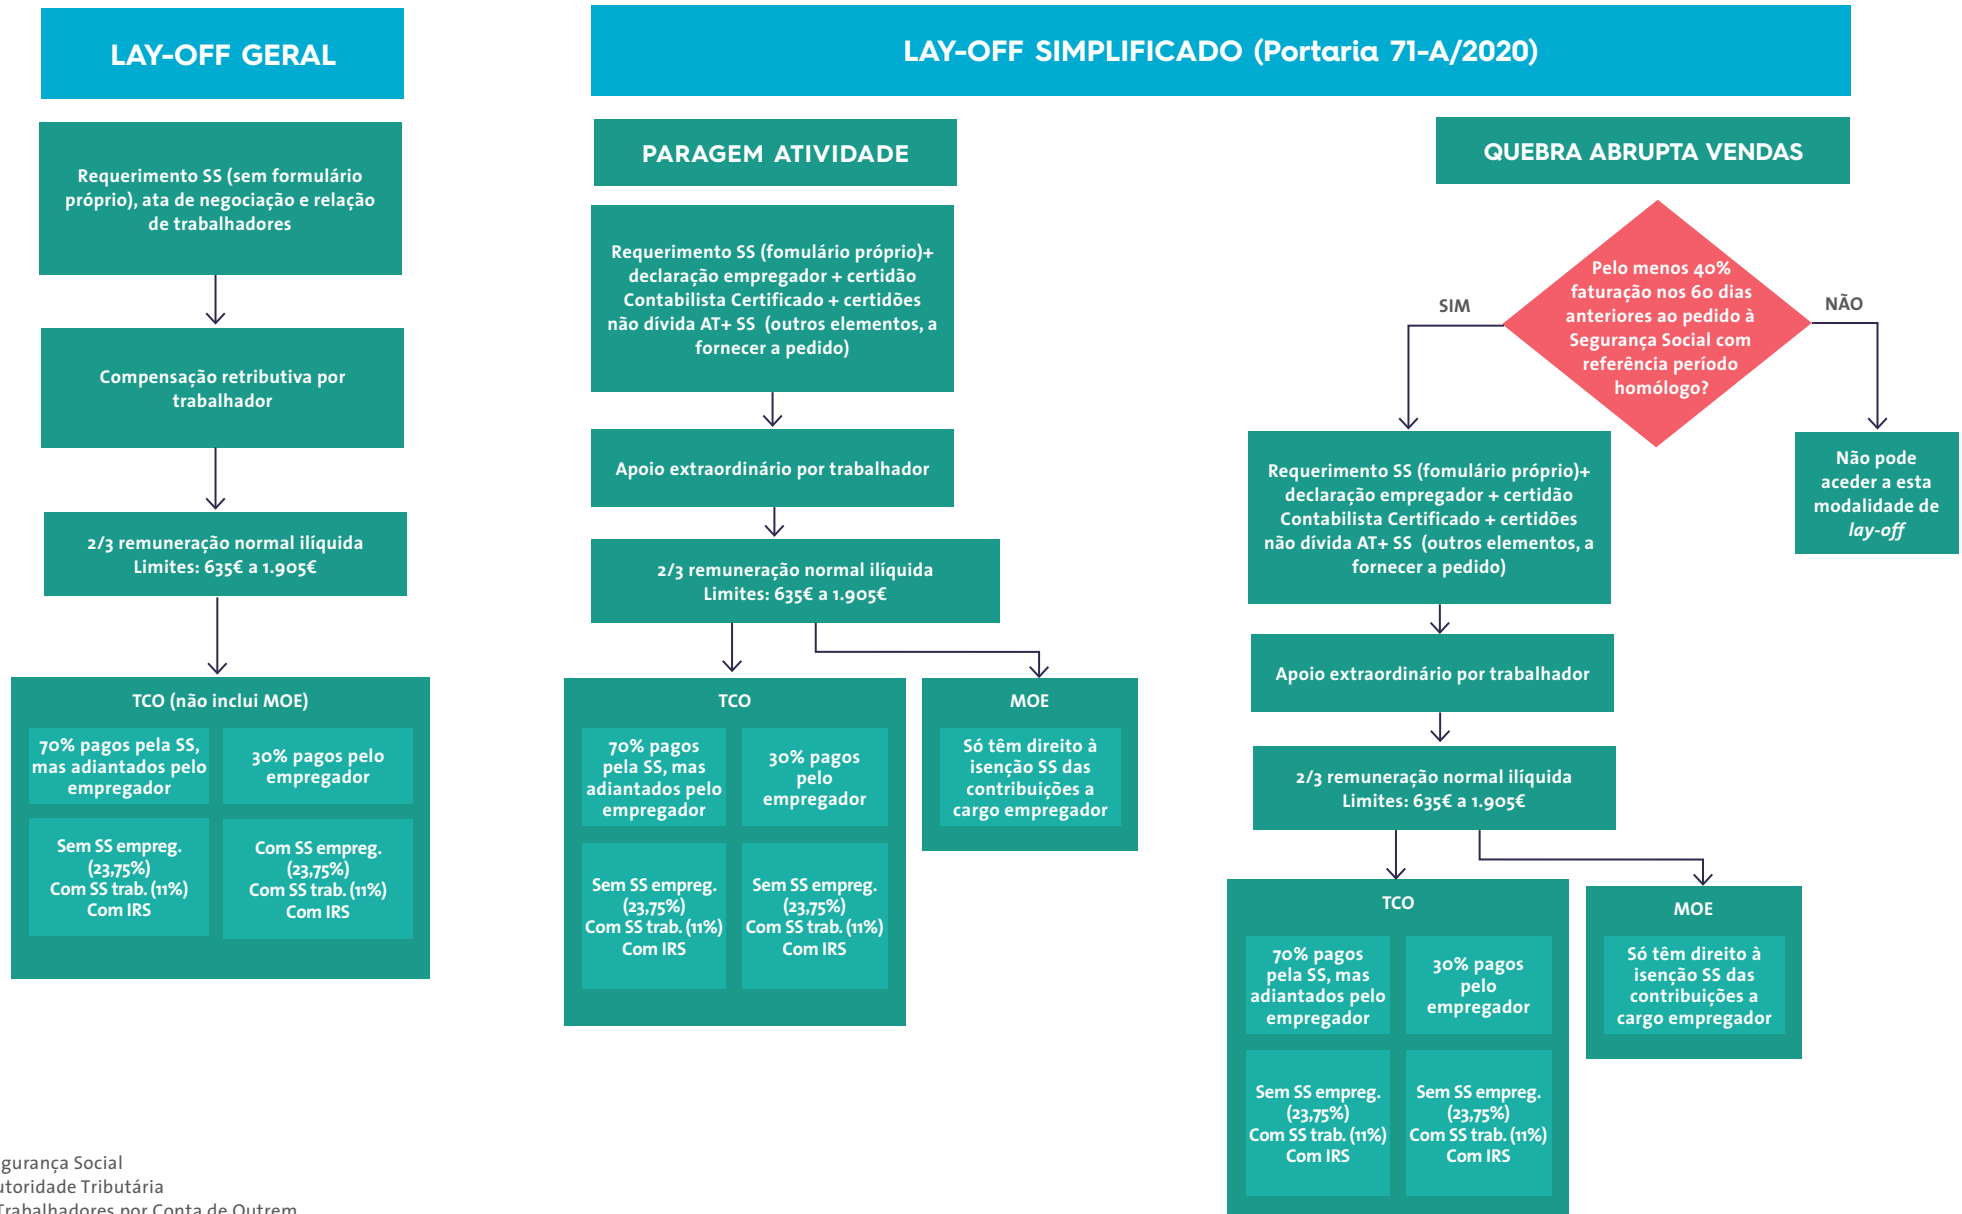 LAY-OFF GERAL
Requerimento SS (sem formulário
próprio), ata de negociação e relação
de trabalhadores
Compensação retributiva por
trabalhador
2/3 remuneração normal ilíquida
Limites: 635€ a 1.905€
TCO (não inclui MOE)
70% pagos pela SS,
mas adiantados pelo
empregador
30% pagos pelo
empregador
Sem SS empreg.
(23,75%)
Com SS trab. (11%)
Com IRS
Com SS empreg.
(23,75%)
Com SS trab. (11%)
Com IRS
LAY-OFF SIMPLIFICADO (Portaria 71-A/2020)
PARAGEM ATIVIDADE
Requerimento SS (fomulário próprio)+
declaração empregador + certidão
Contabilista Certificado + certidões
não dívida AT+ SS (outros elementos, a
fornecer a pedido)
Apoio extraordinário por trabalhador
2/3 remuneração normal ilíquida
Limites: 635€ a 1.905€
TCO
70% pagos
pela SS, mas
adiantados pelo
empregador
30% pagos
pelo
empregador
Sem SS empreg.
(23,75%)
Com SS trab. (11%)
Com IRS
Sem SS empreg.
(23,75%)
Com SS trab. (11%)
Com IRS
MOE
Só têm direito à
isenção SS das
contribuições a
cargo empregador
QUEBRA ABRUPTA VENDAS
Pelo menos 40%
faturação nos 60 dias
anteriores ao pedido à
Segurança Social com
referência período
homólogo?
SIM
NÃO
Não pode
aceder a esta
modalidade de
lay-off
Requerimento SS (fomulário próprio)+
declaração empregador + certidão
Contabilista Certificado + certidões
não dívida AT+ SS (outros elementos, a
fornecer a pedido)
Apoio extraordinário por trabalhador
2/3 remuneração normal ilíquida
Limites: 635€ a 1.905€
TCO
70% pagos
pela SS, mas
adiantados pelo
empregador
30% pagos
pelo
empregador
Sem SS empreg.
(23,75%)
Com SS trab. (11%)
Com IRS
Sem SS empreg.
(23,75%)
Com SS trab. (11%)
Com IRS
MOE
Só têm direito à
isenção SS das
contribuições a
cargo empregador
gurança Social
utoridade Tributária
Trabalhadores por Conta de Outrem